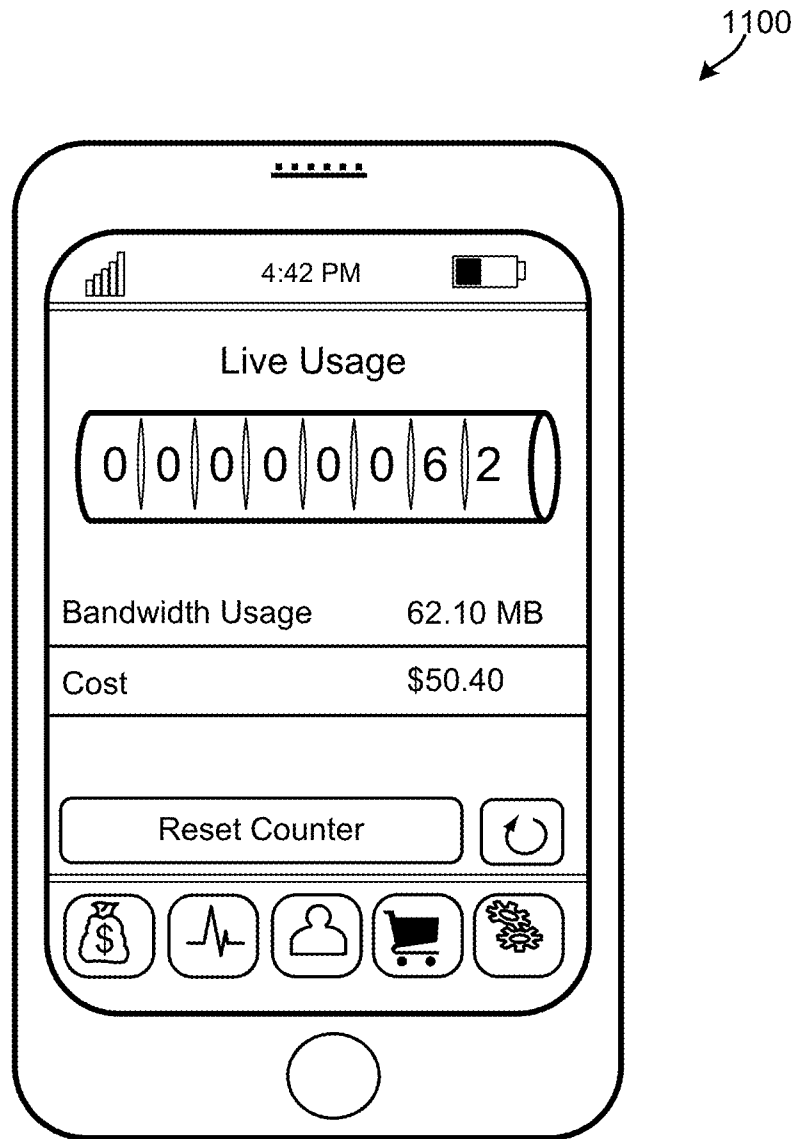 1100
4:42 PM
Live Usage
0 0 0 0 0 0 6 2
Bandwidth Usage 62.10 MB
Cost $50.40
Reset Counter
$